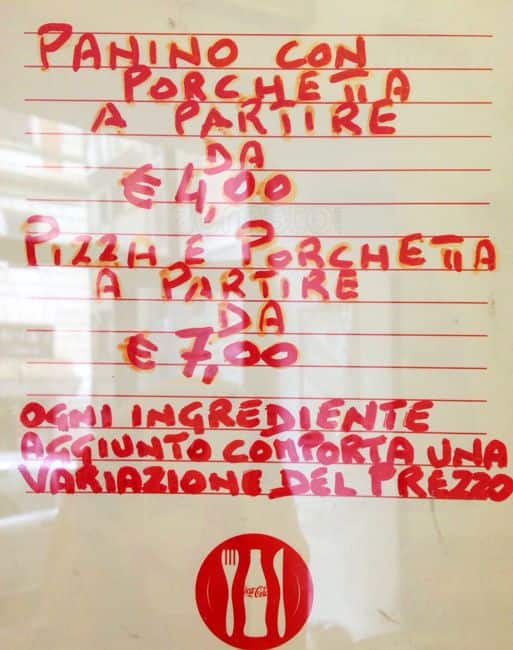 PANINO CON
PORCHETTA
A PARTIRE
DA
€ 4,00
PIZZA E PORCHETTA
A PARTIRE
DA
€ 7,00
OGNI INGREDIENTE
AGGIUNTO COMPORTA UNA
VARIAZIONE DEL PREZZO
Coca-Cola